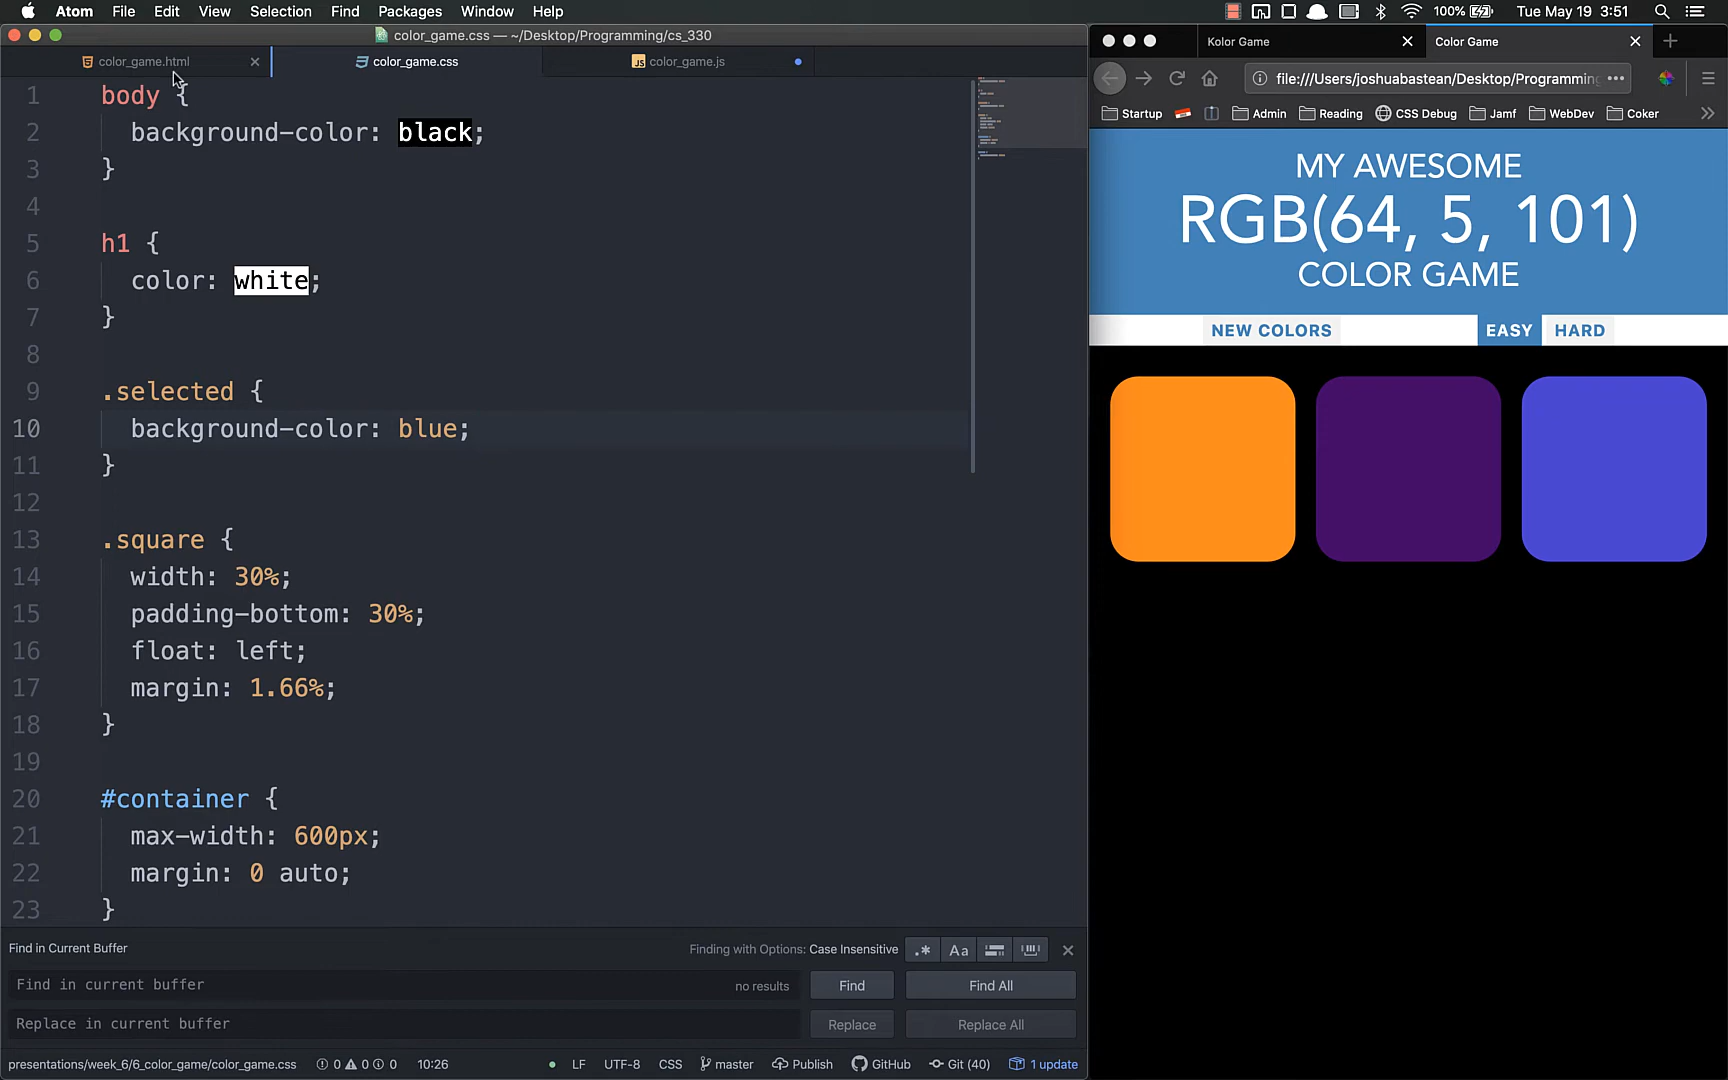 Atom File Edit View Selection Find Packages Window Help 100% Tue May 19 3:51
color_game.css — ~/Desktop/Programming/cs_330
color_game.html color_game.css color_game.js
1 body {
2 background-color: black;
3 }
4
5 h1 {
6 color: white;
7 }
8
9 .selected {
10 background-color: blue;
11 }
12
13 .square {
14 width: 30%;
15 padding-bottom: 30%;
16 float: left;
17 margin: 1.66%;
18 }
19
20 #container {
21 max-width: 600px;
22 margin: 0 auto;
23 }
Find in Current Buffer Finding with Options: Case Insensitive .* Aa
Find in current buffer no results Find Find All
Replace in current buffer Replace Replace All
presentations/week_6/6_color_game/color_game.css 0 0 0 10:26 LF UTF-8 CSS master Publish GitHub Git (40) 1 update
Kolor Game Color Game
file:///Users/joshuabastean/Desktop/Programming
Startup Admin Reading CSS Debug Jamf WebDev Coker
MY AWESOME
RGB(64, 5, 101)
COLOR GAME
NEW COLORS EASY HARD